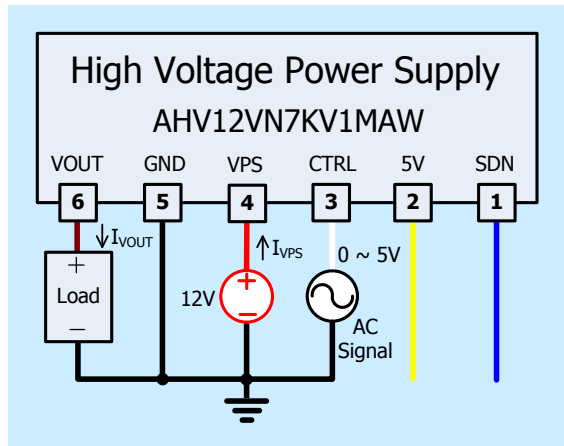 High Voltage Power Supply
AHV12VN7KV1MAW
VOUT GND VPS CTRL 5V SDN
6 5 4 3 2 1
↓IVOUT ↑IVPS 0 ~ 5V
+ +
Load 12V
− −
AC
Signal